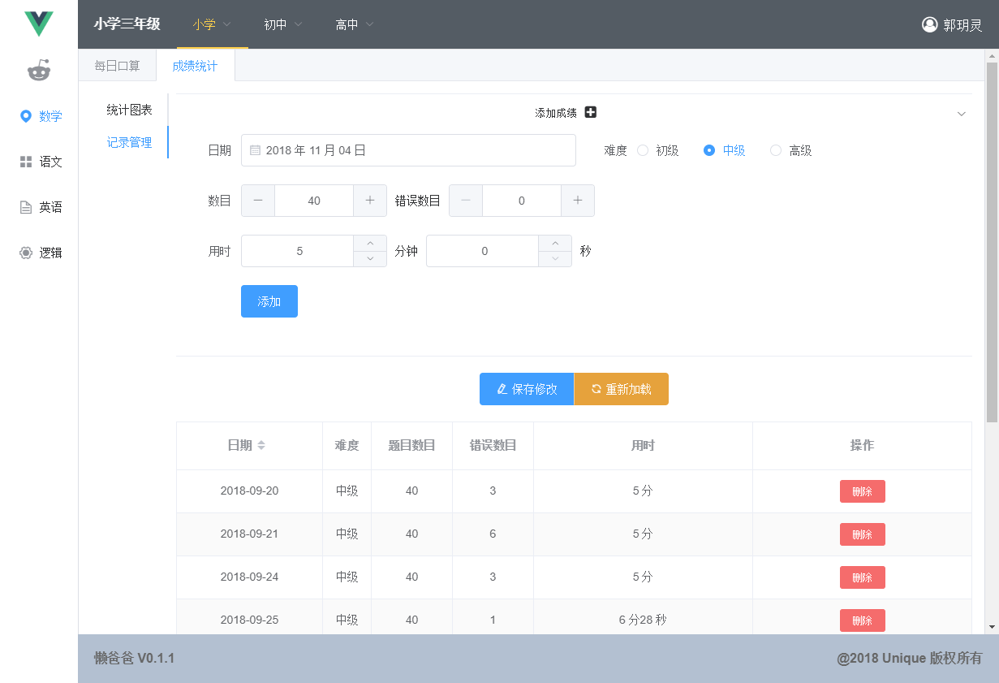 小学三年级 小学 初中 高中 郭玥灵
每日口算 成绩统计
数学
语文
英语
逻辑
统计图表
记录管理
添加成绩
日期 2018 年 11 月 04 日 难度 初级 中级 高级
数目 40 错误数目 0
用时 5 分钟 0 秒
添加
保存修改 重新加载
日期 难度 题目数目 错误数目 用时 操作
2018-09-20 中级 40 3 5 分 删除
2018-09-21 中级 40 6 5 分 删除
2018-09-24 中级 40 3 5 分 删除
2018-09-25 中级 40 1 6 分28 秒 删除
懒爸爸 V0.1.1 @2018 Unique 版权所有